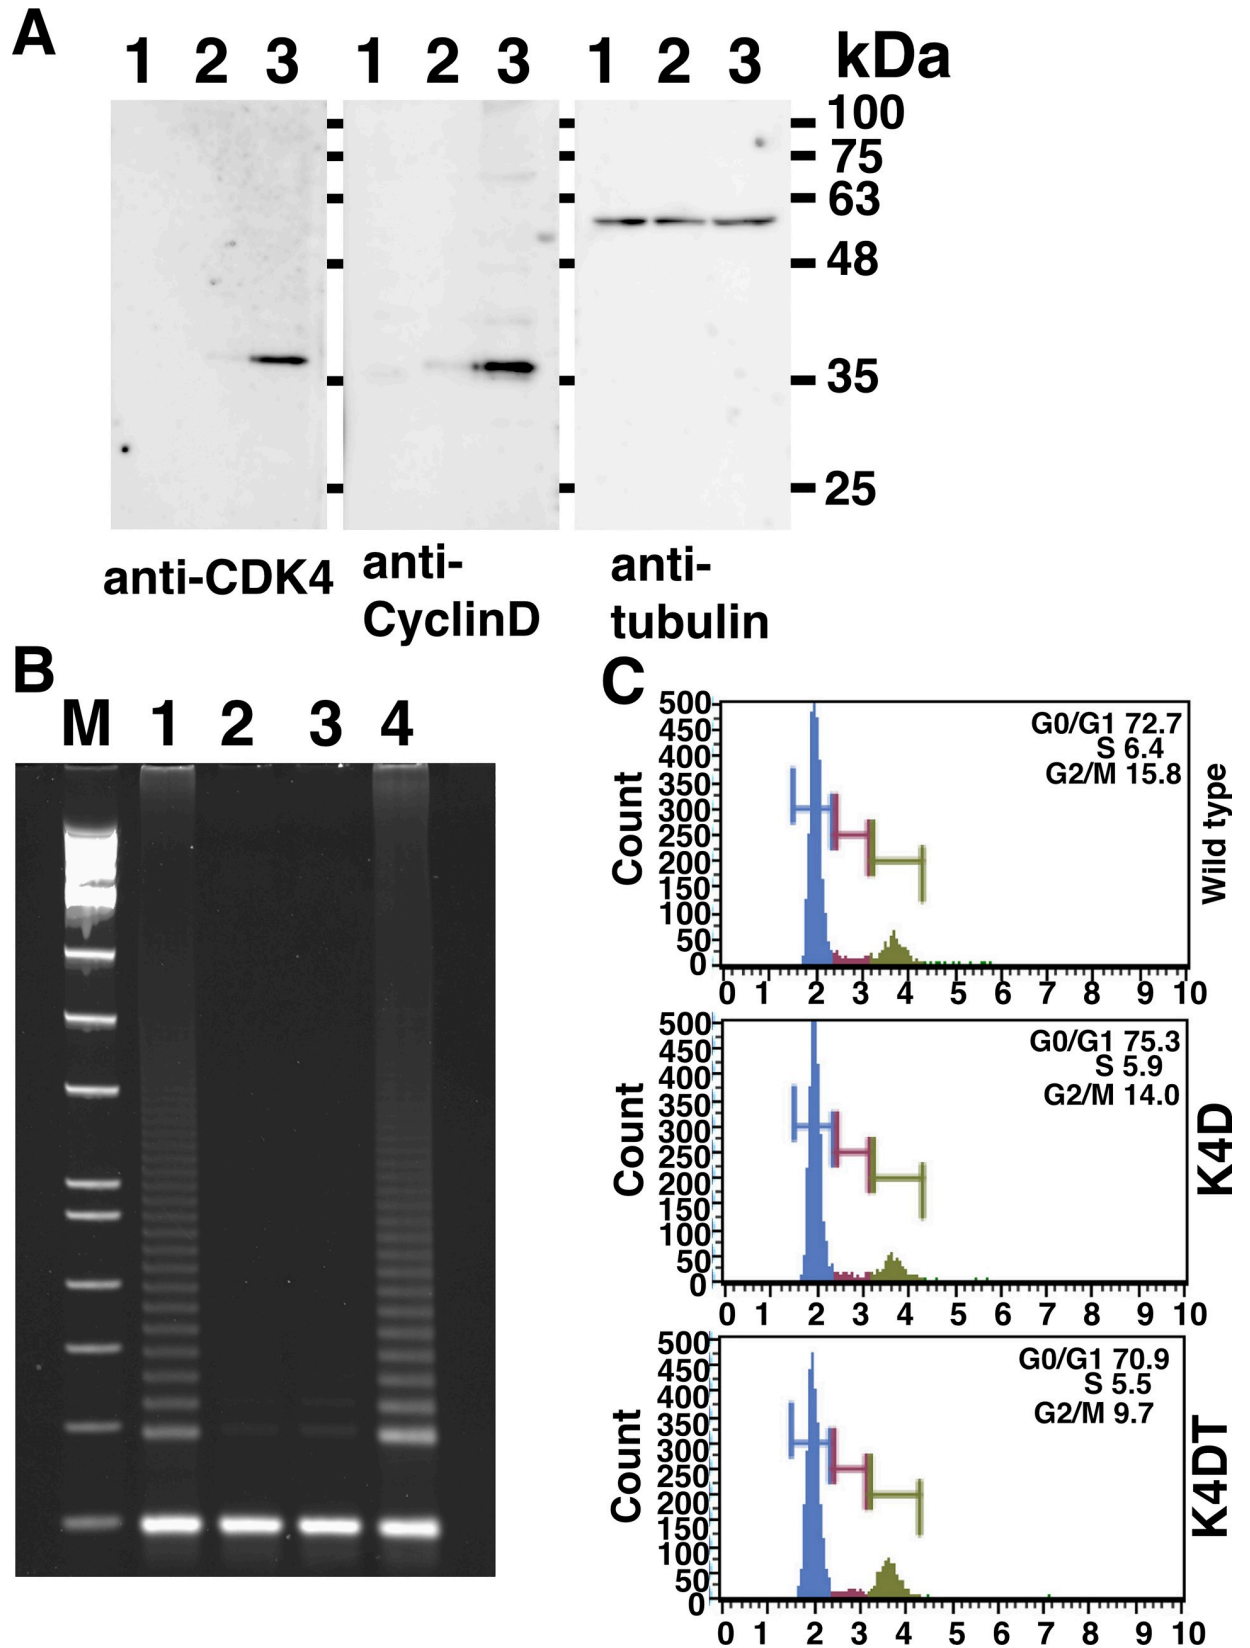 A
1 2 3 1 2 3 1 2 3 kDa
100
75
63
48
35
25
anti-CDK4
anti-
CyclinD
anti-
tubulin
B
M 1 2 3 4
C
500
450
400
350
300
250
200
150
100
50
0
Count
G0/G1 72.7
S 6.4
G2/M 15.8
Wild type
0 1 2 3 4 5 6 7 8 9 10
500
450
400
350
300
250
200
150
100
50
0
Count
G0/G1 75.3
S 5.9
G2/M 14.0
K4D
0 1 2 3 4 5 6 7 8 9 10
500
450
400
350
300
250
200
150
100
50
0
Count
G0/G1 70.9
S 5.5
G2/M 9.7
K4DT
0 1 2 3 4 5 6 7 8 9 10